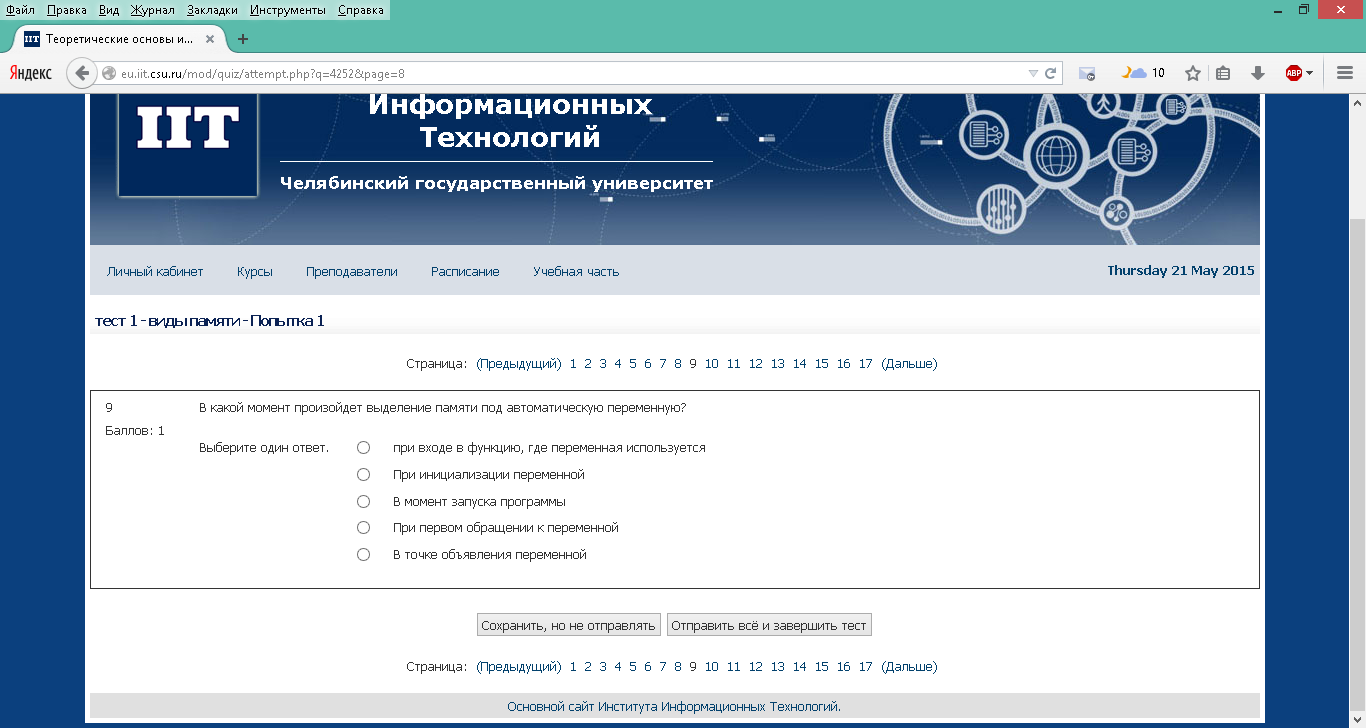 Файл Правка Вид Журнал Закладки Инструменты Справка
IIT Теоретические основы и...
Яндекс eu.iit.csu.ru/mod/quiz/attempt.php?q=4252&page=8 10 ABP
IIT
Информационных
Технологий
Челябинский государственный университет
Личный кабинет Курсы Преподаватели Расписание Учебная часть Thursday 21 May 2015
тест 1 - виды памяти - Попытка 1
Страница: (Предыдущий) 1 2 3 4 5 6 7 8 9 10 11 12 13 14 15 16 17 (Дальше)
9 В какой момент произойдет выделение памяти под автоматическую переменную?
Баллов: 1
Выберите один ответ. при входе в функцию, где переменная используется
При инициализации переменной
В момент запуска программы
При первом обращении к переменной
В точке объявления переменной
Сохранить, но не отправлять Отправить всё и завершить тест
Страница: (Предыдущий) 1 2 3 4 5 6 7 8 9 10 11 12 13 14 15 16 17 (Дальше)
Основной сайт Института Информационных Технологий.